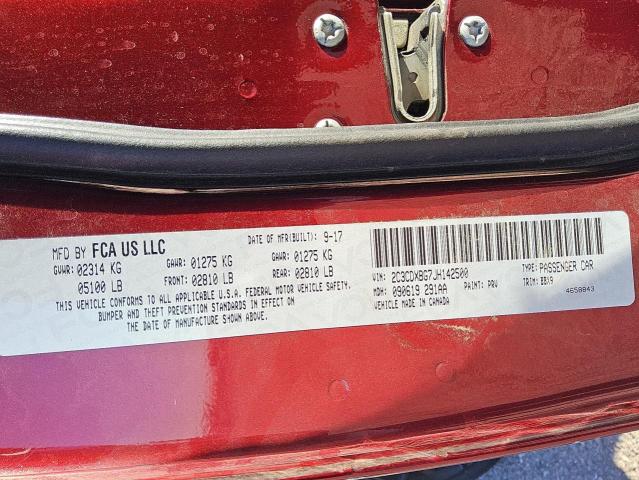 MFD BY FCA US LLC
DATE OF MFR(BUILT): 9-17
GVWR: 02314 KG
GAWR: 01275 KG
GAWR: 01275 KG
05100 LB
FRONT: 02810 LB
REAR: 02810 LB
THIS VEHICLE CONFORMS TO ALL APPLICABLE U.S.A. FEDERAL MOTOR VEHICLE SAFETY,
BUMPER AND THEFT PREVENTION STANDARDS IN EFFECT ON
THE DATE OF MANUFACTURE SHOWN ABOVE.
VIN: 2C3CDXBG7JH142500
TYPE: PASSENGER CAR
MDH: 090619 291AA
PAINT: PRV
TRIM: BBX9
VEHICLE MADE IN CANADA
4658843